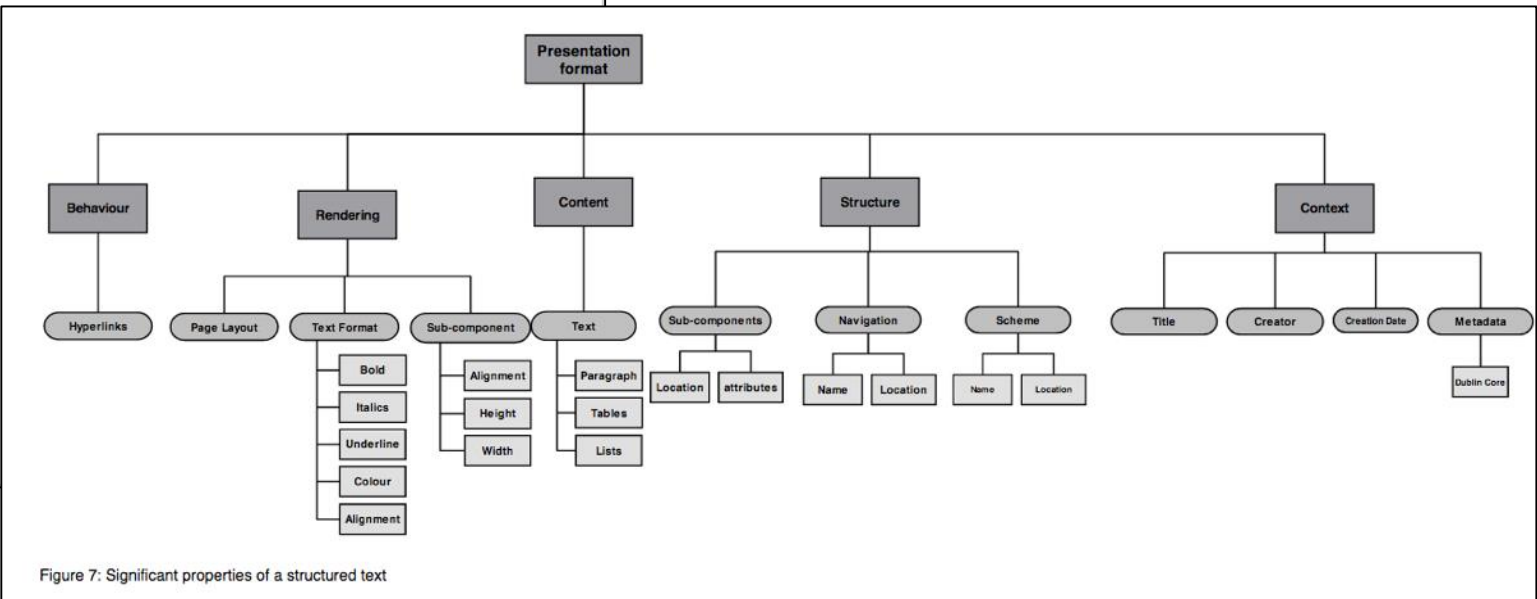 Presentation
format
Behaviour
Rendering
Content
Structure
Context
Hyperlinks
Page Layout
Text Format
Sub-component
Text
Sub-components
Navigation
Scheme
Title
Creator
Creation Date
Metadata
Bold
Italics
Underline
Colour
Alignment
Alignment
Height
Width
Paragraph
Tables
Lists
Location
attributes
Name
Location
Name
Location
Dublin Core
Figure 7: Significant properties of a structured text